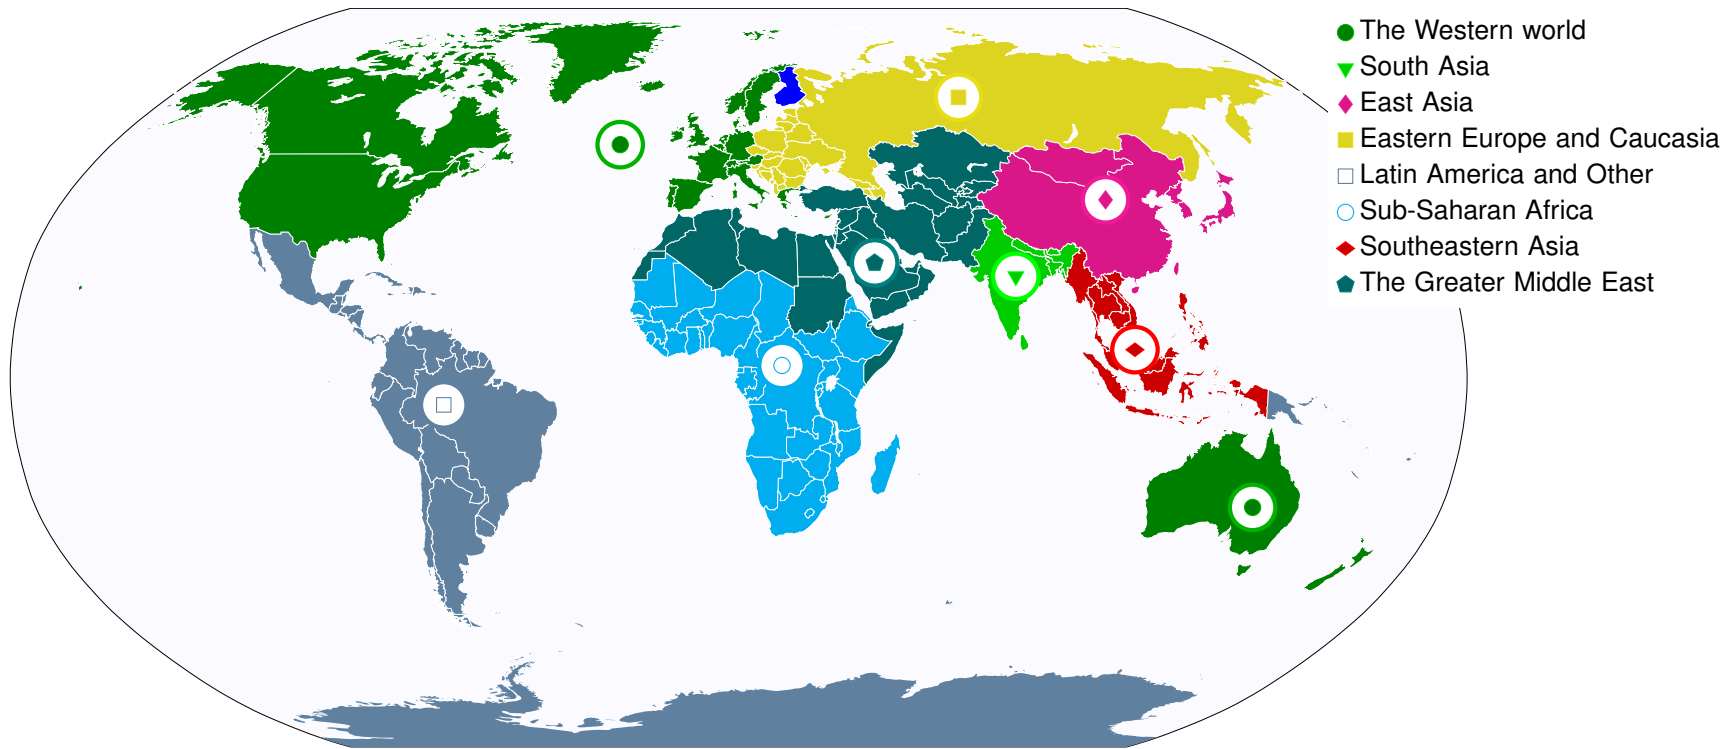 The Western world
South Asia
East Asia
Eastern Europe and Caucasia
Latin America and Other
Sub-Saharan Africa
Southeastern Asia
The Greater Middle East